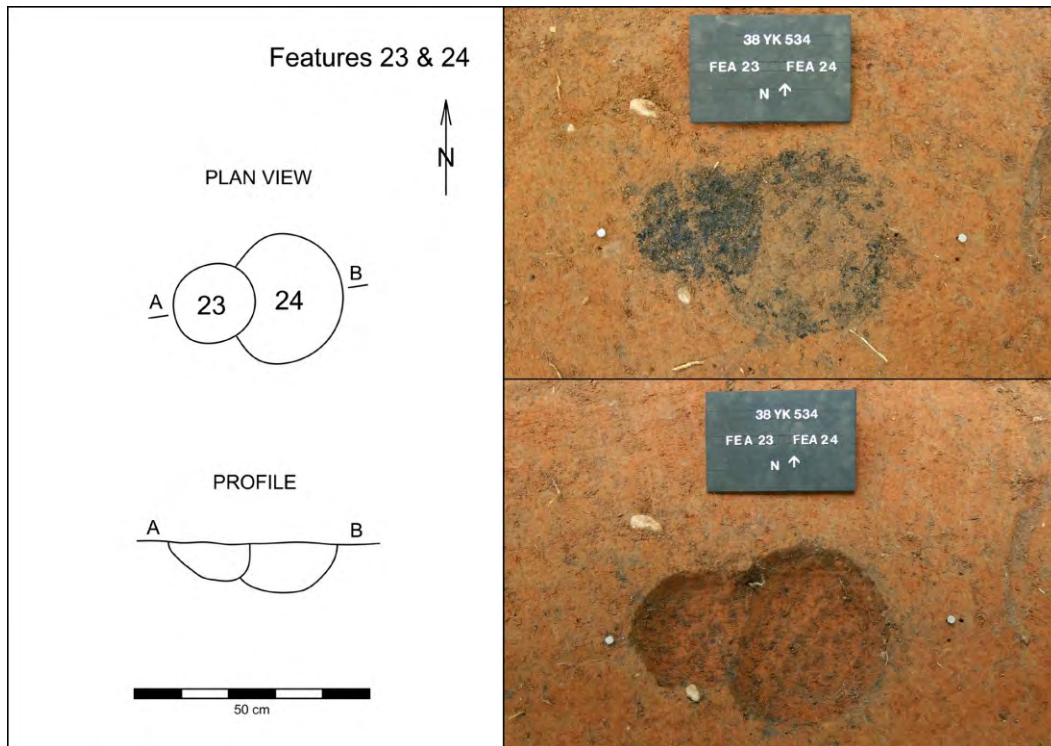 Features 23 & 24
N
PLAN VIEW
A
23
24
B
PROFILE
A
B
50 cm
38 YK 534
FEA 23 FEA 24
N ↑
38 YK 534
FEA 23 FEA 24
N ↑